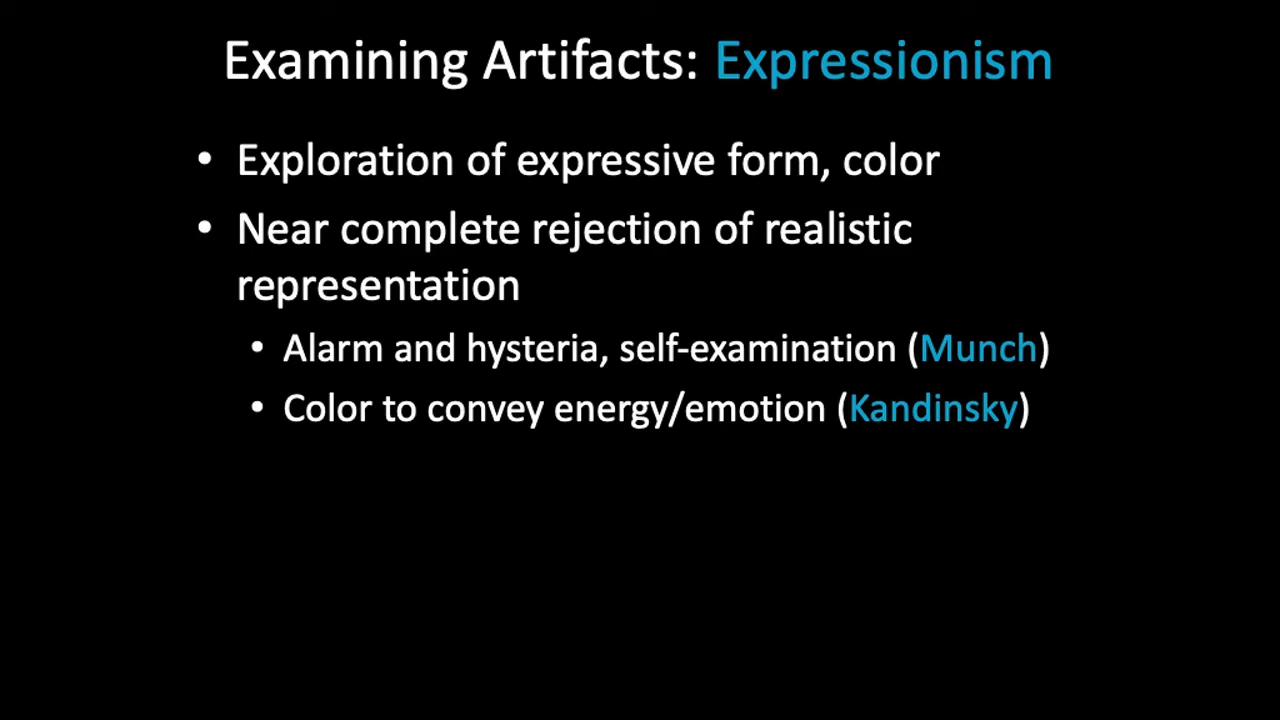 Examining Artifacts: Expressionism
• Exploration of expressive form, color
• Near complete rejection of realistic
representation
• Alarm and hysteria, self-examination (Munch)
• Color to convey energy/emotion (Kandinsky)